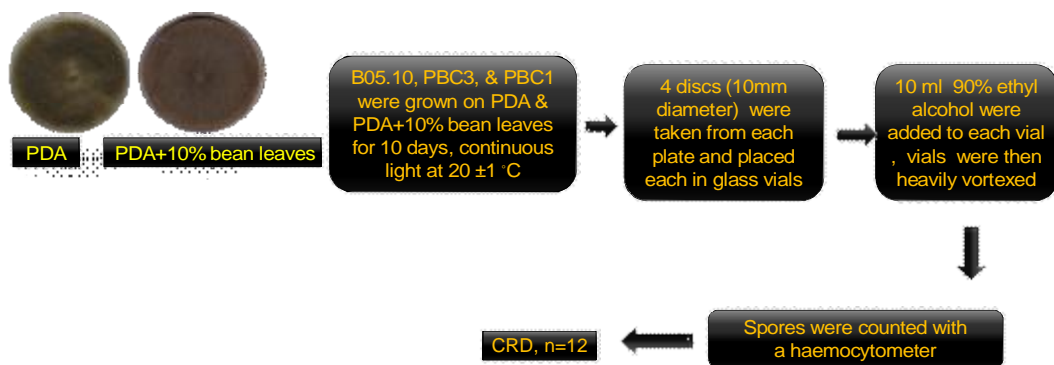 PDA
PDA+10% bean leaves
B05.10, PBC3, & PBC1
were grown on PDA &
PDA+10% bean leaves
for 10 days, continuous
light at 20 ±1 °C
4 discs (10mm
diameter) were
taken from each
plate and placed
each in glass vials
10 ml 90% ethyl
alcohol were
added to each vial
, vials were then
heavily vortexed
Spores were counted with
a haemocytometer
CRD, n=12